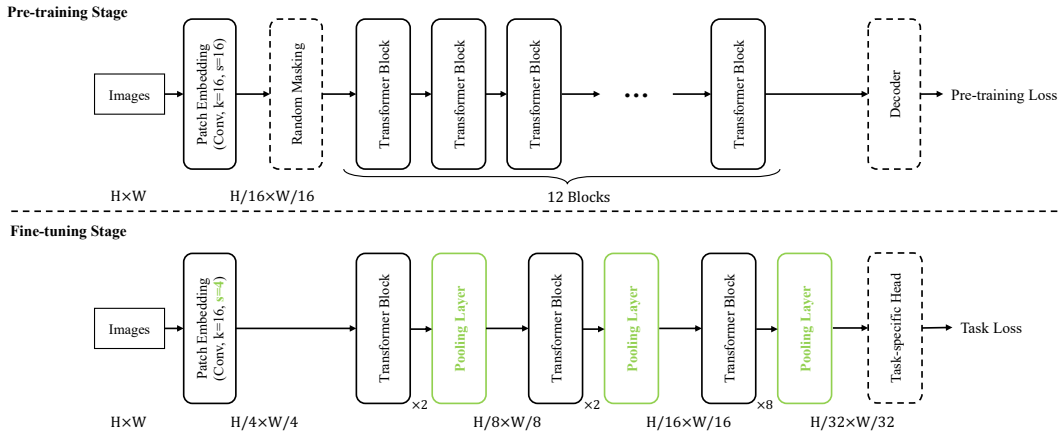 Pre-training Stage
Images
Patch Embedding
(Conv, k=16, s=16)
Random Masking
Transformer Block
Transformer Block
Transformer Block
...
Transformer Block
Decoder
Pre-training Loss
H×W
H/16×W/16
12 Blocks
Fine-tuning Stage
Images
Patch Embedding
(Conv, k=16, s=4)
Transformer Block
×2
Pooling Layer
Transformer Block
×2
Pooling Layer
Transformer Block
×8
Pooling Layer
Task-specific Head
Task Loss
H×W
H/4×W/4
H/8×W/8
H/16×W/16
H/32×W/32